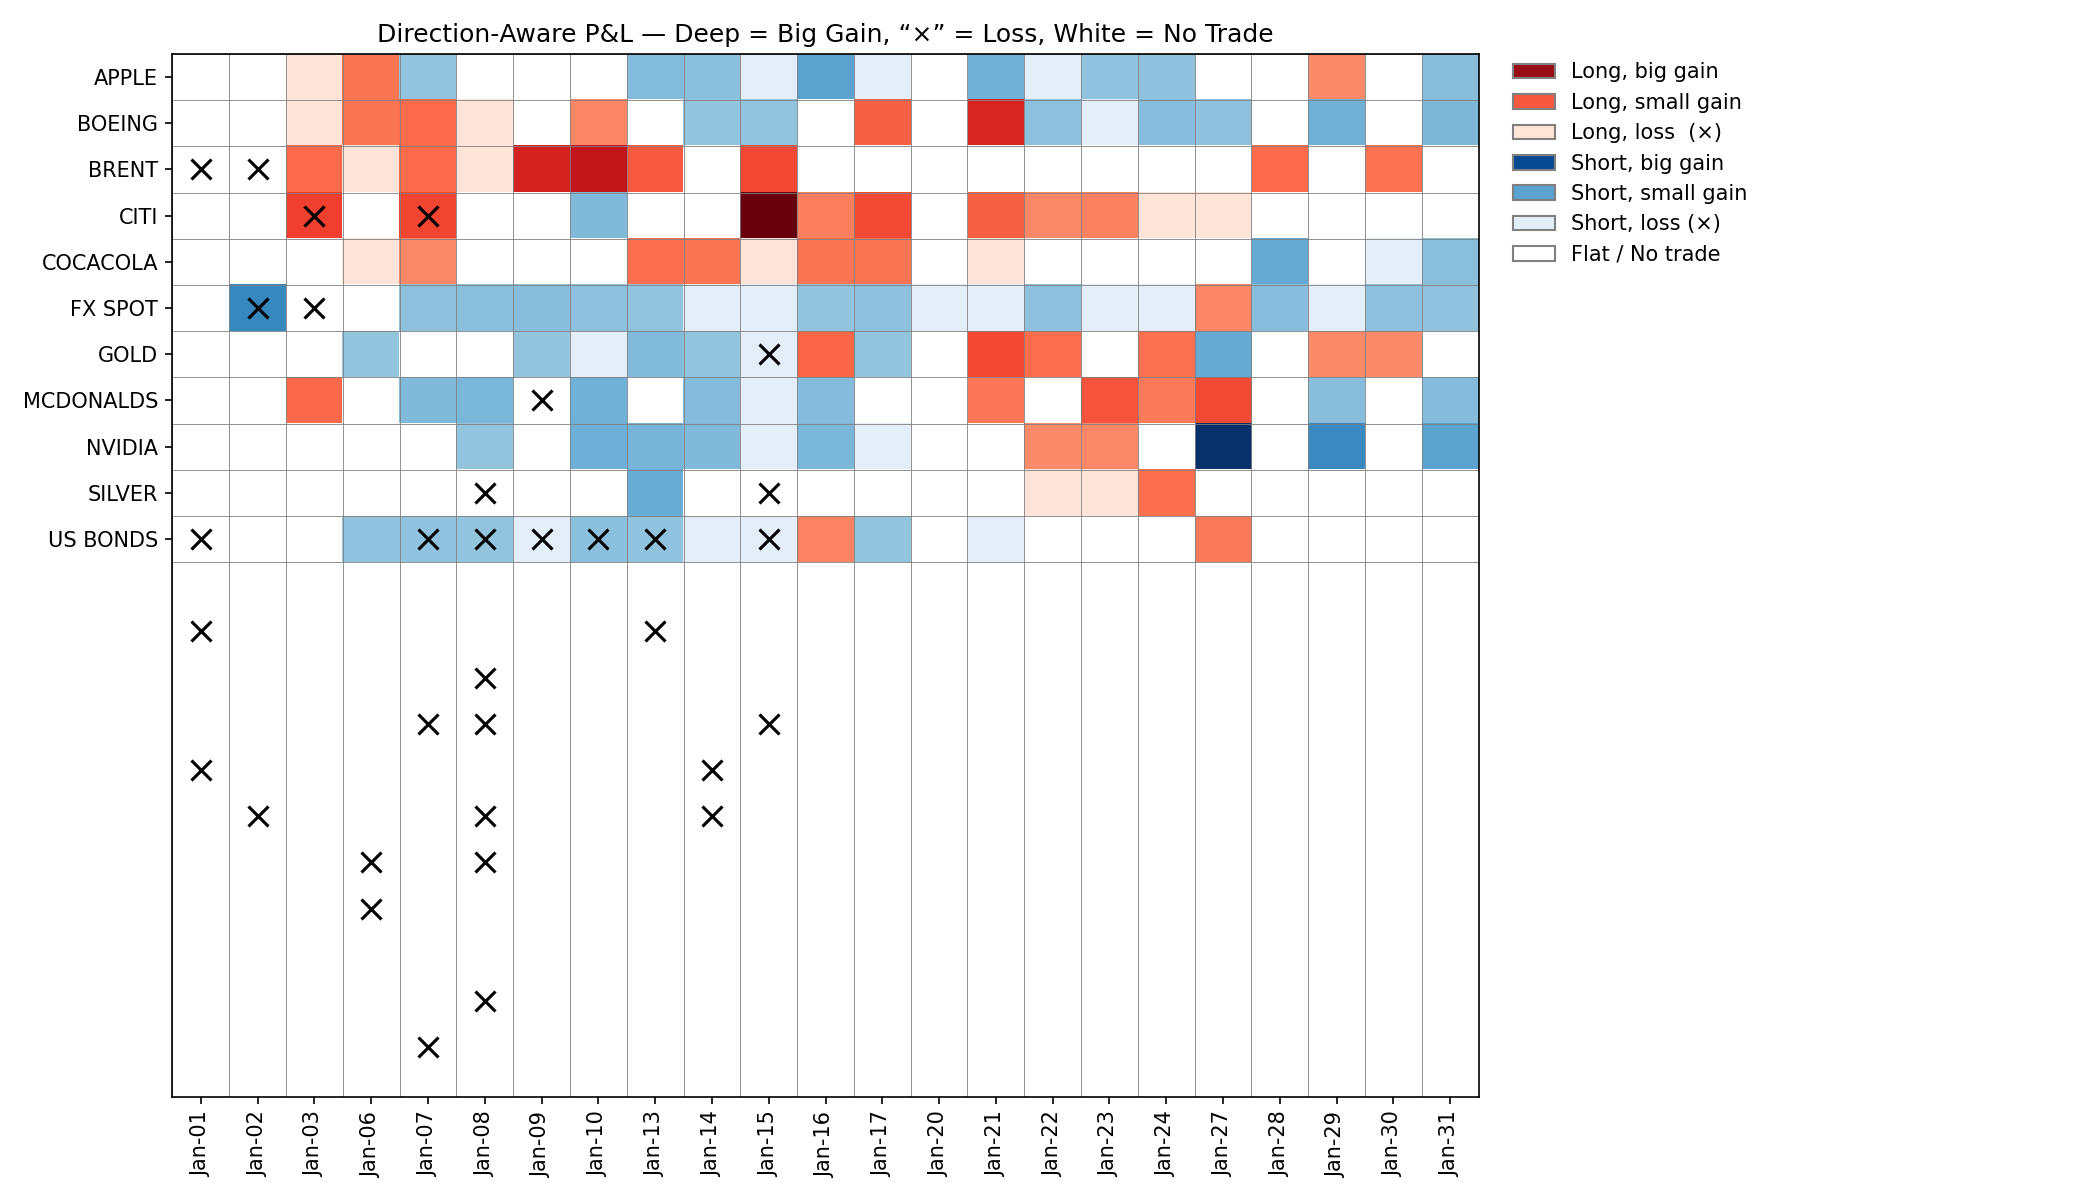 Direction-Aware P&L — Deep = Big Gain, “×” = Loss, White = No Trade
APPLE
BOEING
BRENT
CITI
COCACOLA
FX SPOT
GOLD
MCDONALDS
NVIDIA
SILVER
US BONDS
Long, big gain
Long, small gain
Long, loss  (×)
Short, big gain
Short, small gain
Short, loss (×)
Flat / No trade
Jan-01
Jan-02
Jan-03
Jan-06
Jan-07
Jan-08
Jan-09
Jan-10
Jan-13
Jan-14
Jan-15
Jan-16
Jan-17
Jan-20
Jan-21
Jan-22
Jan-23
Jan-24
Jan-27
Jan-28
Jan-29
Jan-30
Jan-31